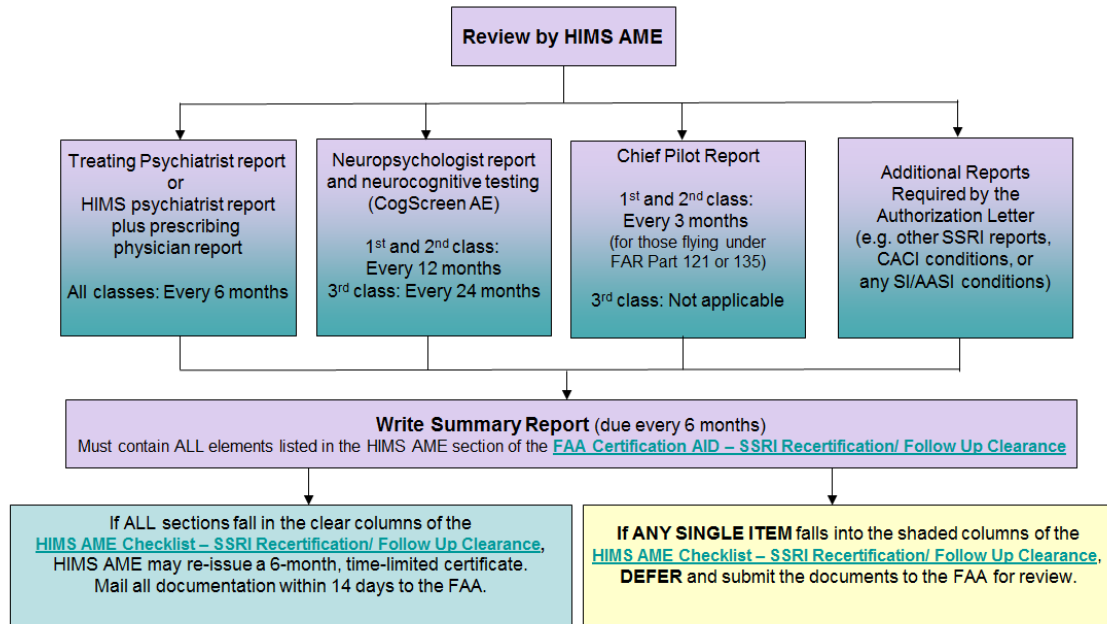 Review by HIMS AME
Treating Psychiatrist report
or
HIMS psychiatrist report
plus prescribing
physician report
All classes: Every 6 months
Neuropsychologist report
and neurocognitive testing
(CogScreen AE)
1st and 2nd class:
Every 12 months
3rd class: Every 24 months
Chief Pilot Report
1st and 2nd class:
Every 3 months
(for those flying under
FAR Part 121 or 135)
3rd class: Not applicable
Additional Reports
Required by the
Authorization Letter
(e.g. other SSRI reports,
CACI conditions, or
any SI/AASI conditions)
Write Summary Report (due every 6 months)
Must contain ALL elements listed in the HIMS AME section of the FAA Certification AID – SSRI Recertification/ Follow Up Clearance
If ALL sections fall in the clear columns of the
HIMS AME Checklist – SSRI Recertification/ Follow Up Clearance,
HIMS AME may re-issue a 6-month, time-limited certificate.
Mail all documentation within 14 days to the FAA.
If ANY SINGLE ITEM falls into the shaded columns of the
HIMS AME Checklist – SSRI Recertification/ Follow Up Clearance,
DEFER and submit the documents to the FAA for review.